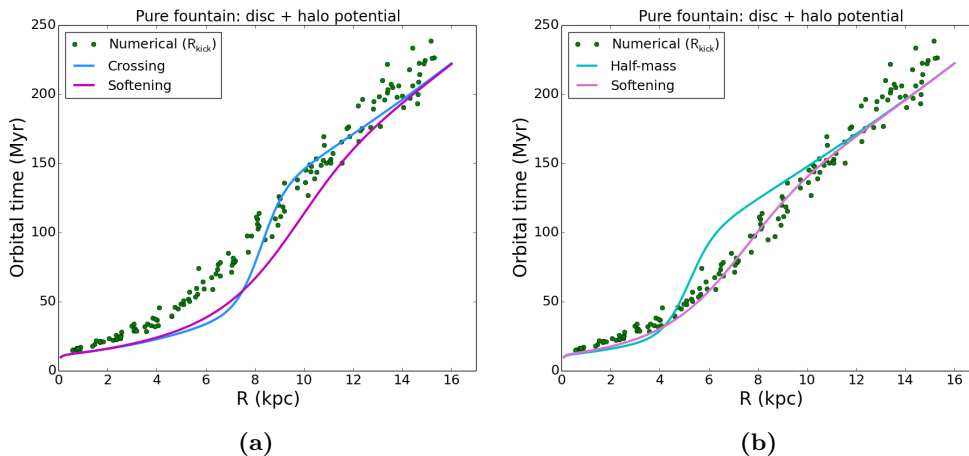 Pure fountain: disc + halo potential
Numerical (R_kick)
Crossing
Softening
Orbital time (Myr)
250
200
150
100
50
0
0 2 4 6 8 10 12 14 16
R (kpc)
(a)
Pure fountain: disc + halo potential
Numerical (R_kick)
Half-mass
Softening
Orbital time (Myr)
250
200
150
100
50
0
0 2 4 6 8 10 12 14 16
R (kpc)
(b)